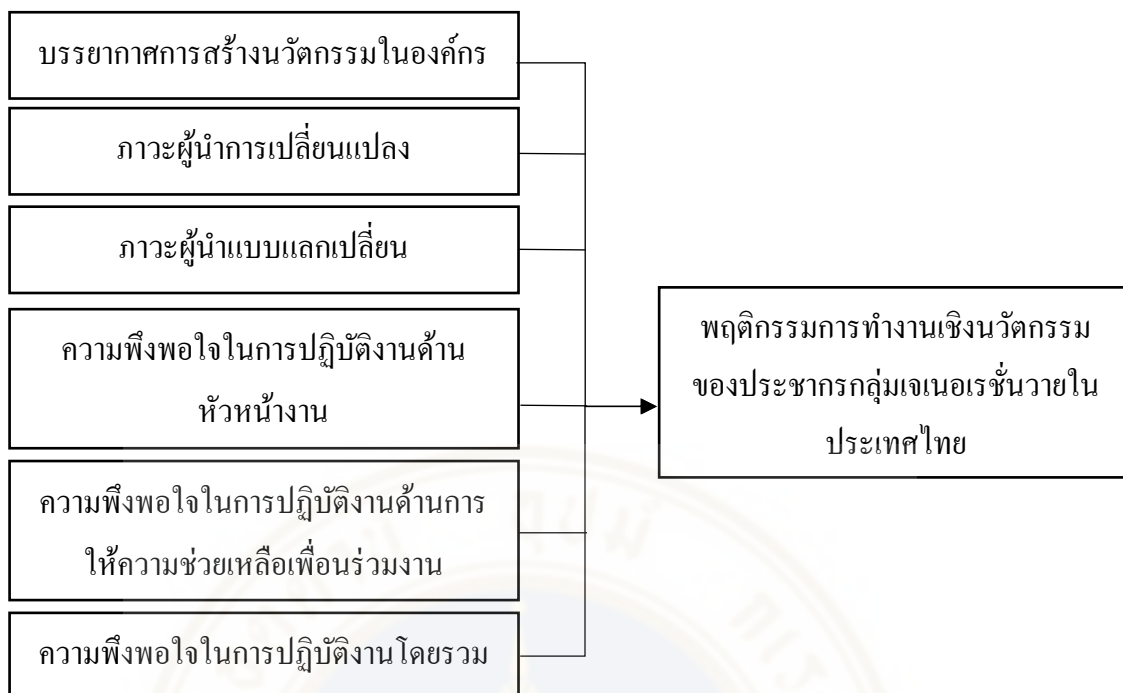 บรรยากาศการสร้างนวัตกรรมในองค์กร
ภาวะผู้นำการเปลี่ยนแปลง
ภาวะผู้นำแบบแลกเปลี่ยน
ความพึงพอใจในการปฏิบัติงานด้าน
หัวหน้างาน
ความพึงพอใจในการปฏิบัติงานด้านการ
ให้ความช่วยเหลือเพื่อนร่วมงาน
ความพึงพอใจในการปฏิบัติงานโดยรวม
พฤติกรรมการทำงานเชิงนวัตกรรม
ของประชากรกลุ่มเจเนอเรชั่นวายใน
ประเทศไทย